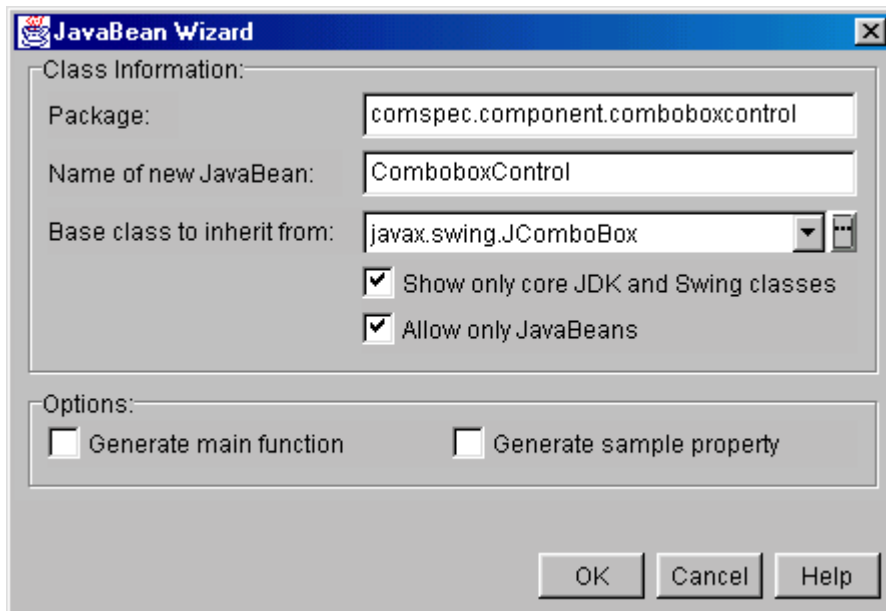 JavaBean Wizard
Class Information:
Package: comspec.component.comboboxcontrol
Name of new JavaBean: ComboboxControl
Base class to inherit from: javax.swing.JComboBox ...
Show only core JDK and Swing classes
Allow only JavaBeans
Options:
Generate main function Generate sample property
OK Cancel Help